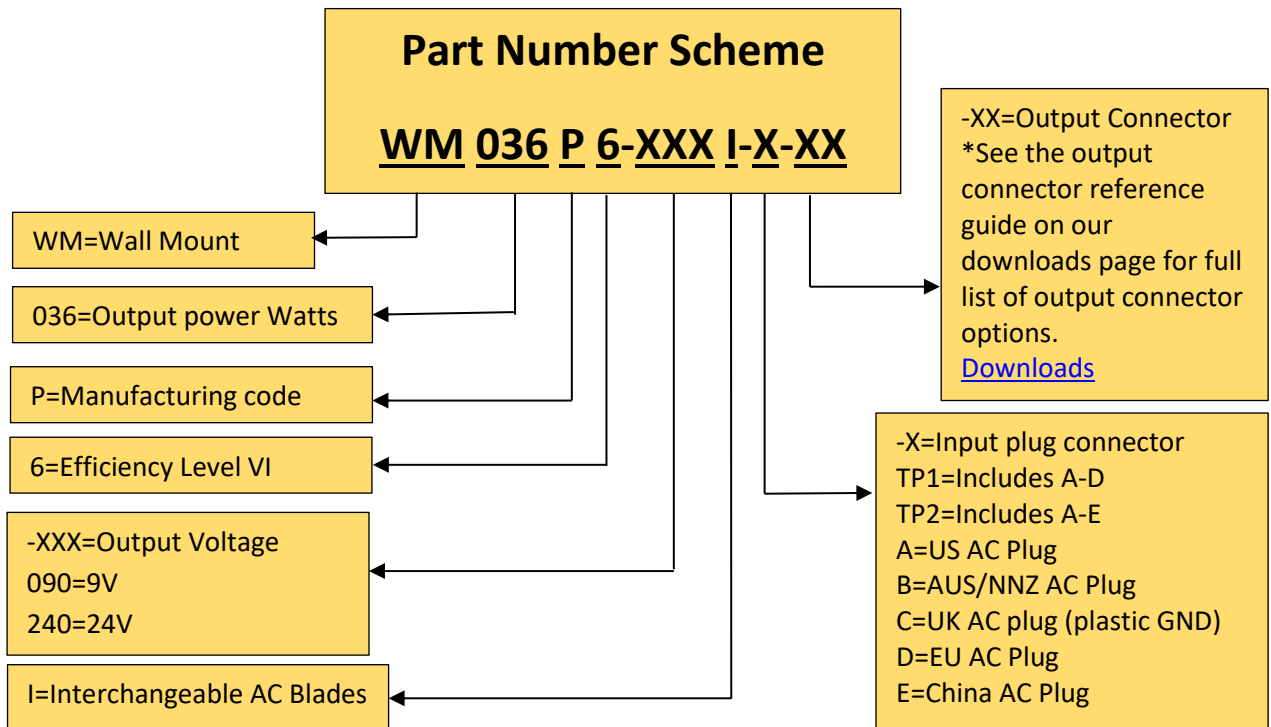 Part Number Scheme
WM 036 P 6-XXX I-X-XX
WM=Wall Mount
036=Output power Watts
P=Manufacturing code
6=Efficiency Level VI
-XXX=Output Voltage
090=9V
240=24V
I=Interchangeable AC Blades
-XX=Output Connector
*See the output
connector reference
guide on our
downloads page for full
list of output connector
options.
Downloads
-X=Input plug connector
TP1=Includes A-D
TP2=Includes A-E
A=US AC Plug
B=AUS/NNZ AC Plug
C=UK AC plug (plastic GND)
D=EU AC Plug
E=China AC Plug